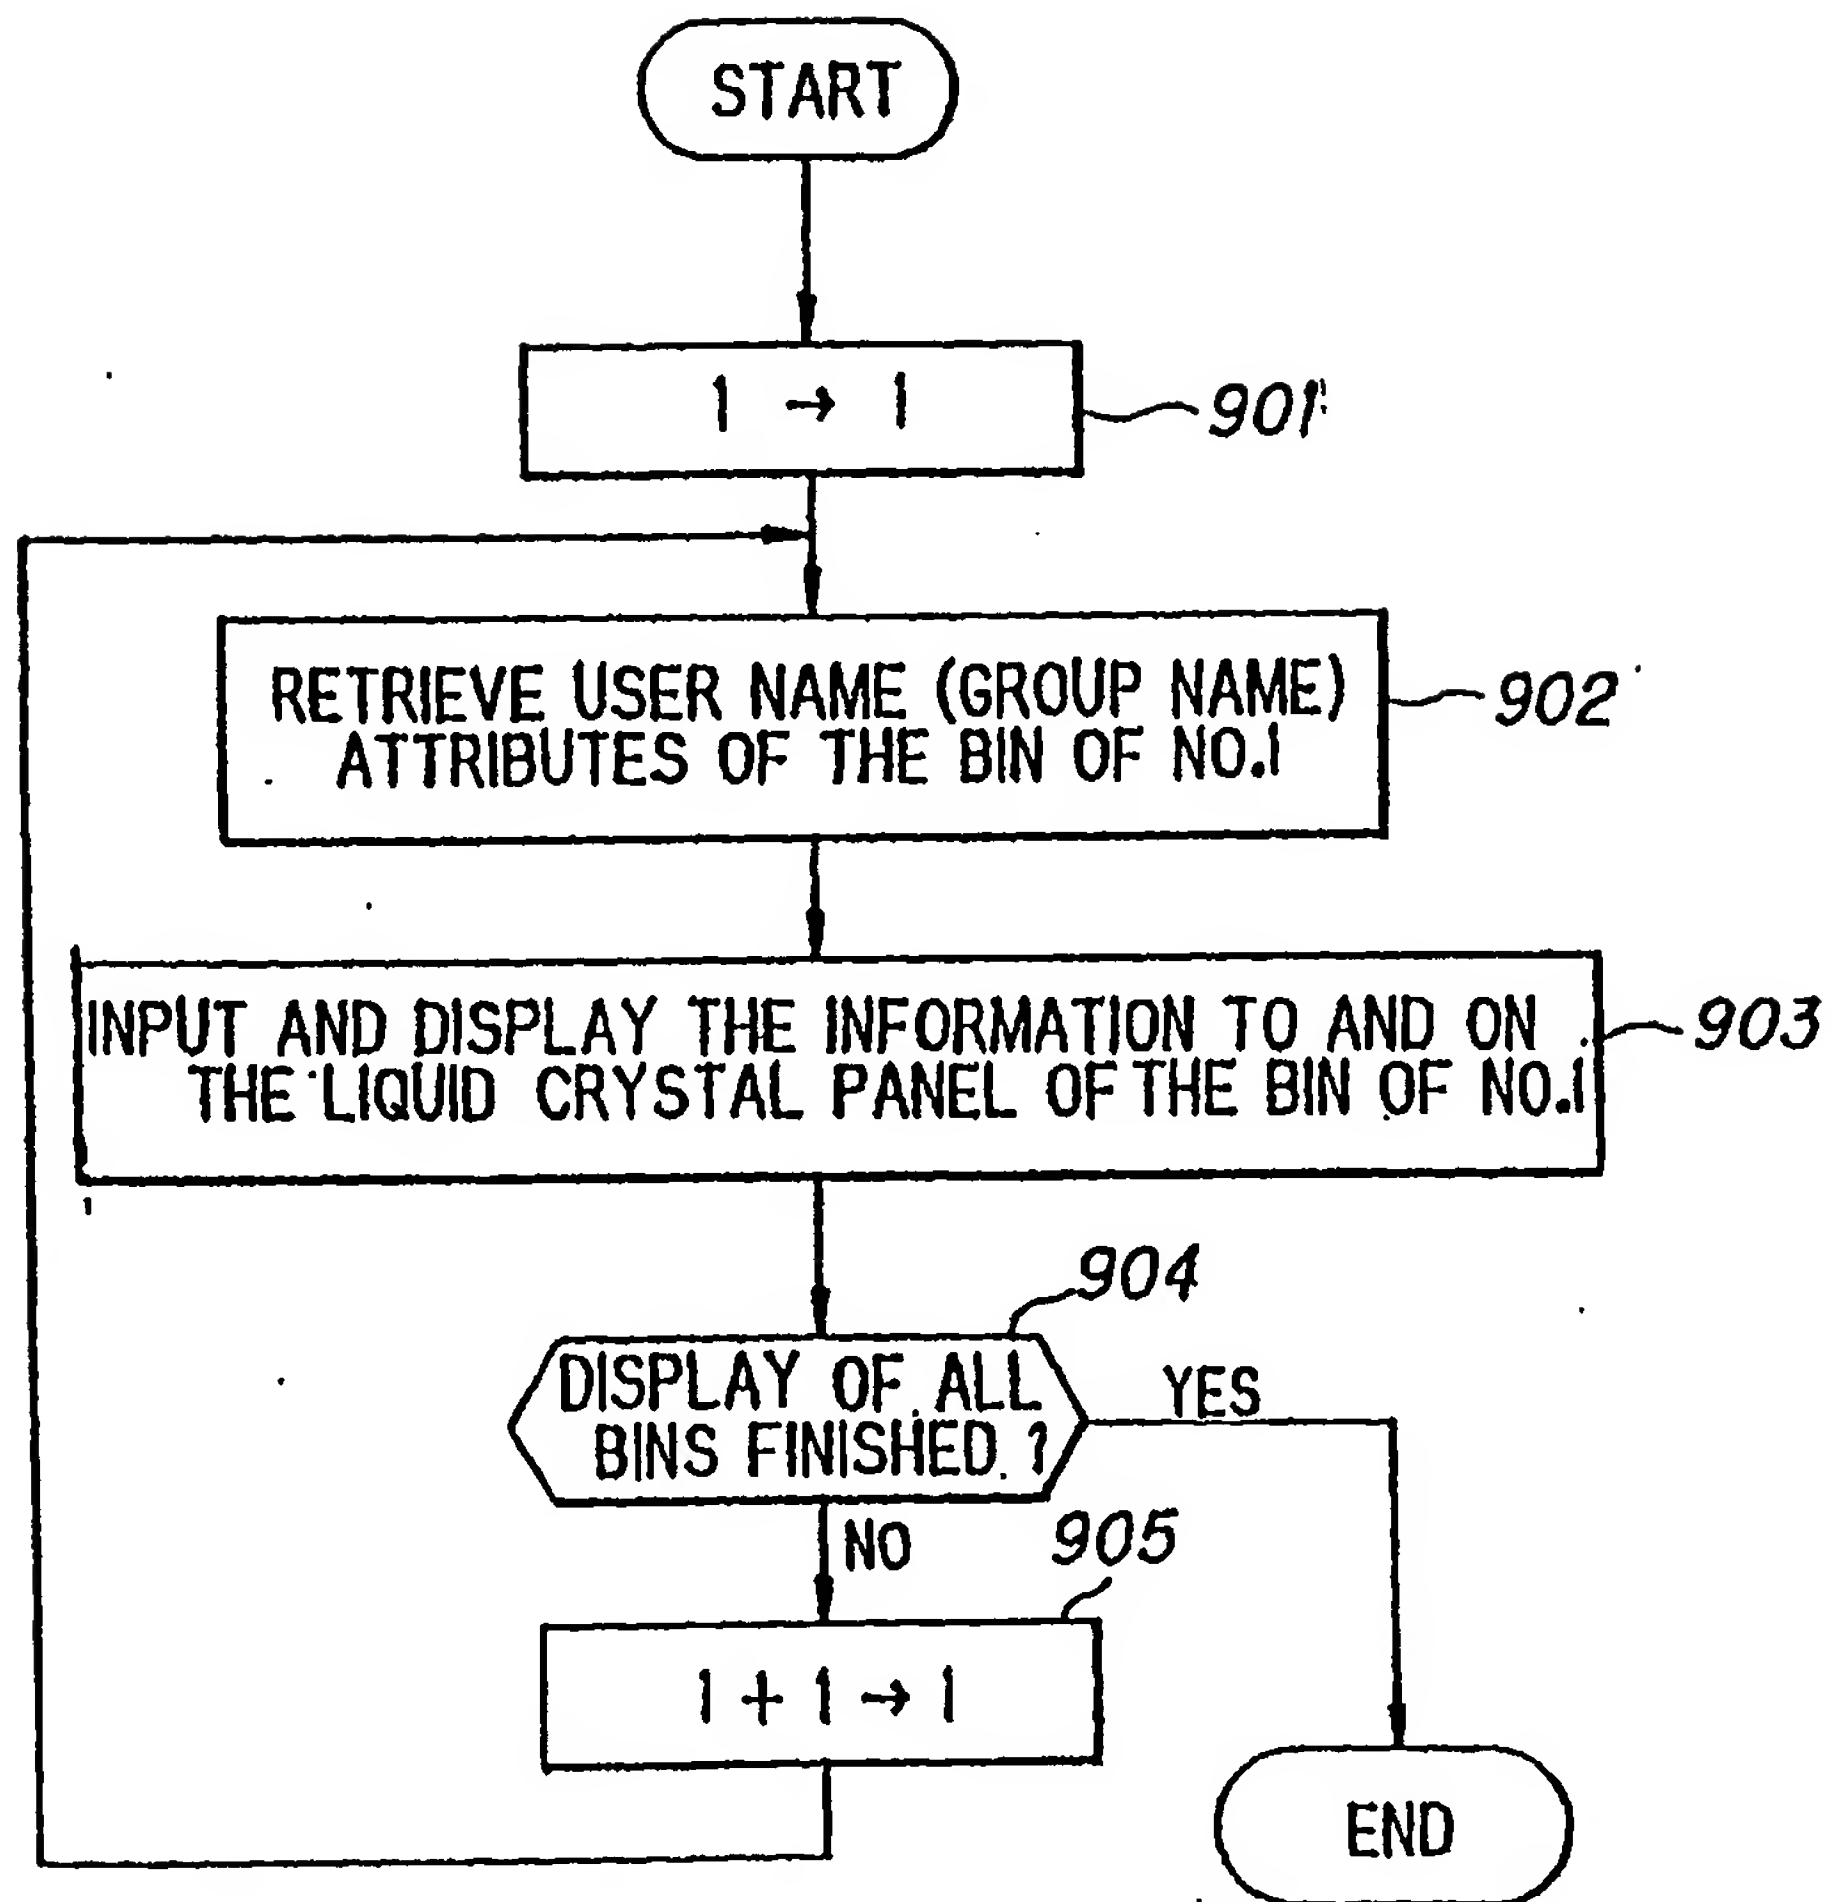 START
1 → 1
901
RETRIEVE USER NAME (GROUP NAME)
ATTRIBUTES OF THE BIN OF NO.1
902
INPUT AND DISPLAY THE INFORMATION TO AND ON
THE LIQUID CRYSTAL PANEL OF THE BIN OF NO.1
903
904
DISPLAY OF ALL
BINS FINISHED ?
YES
NO
905
1 + 1 → 1
END